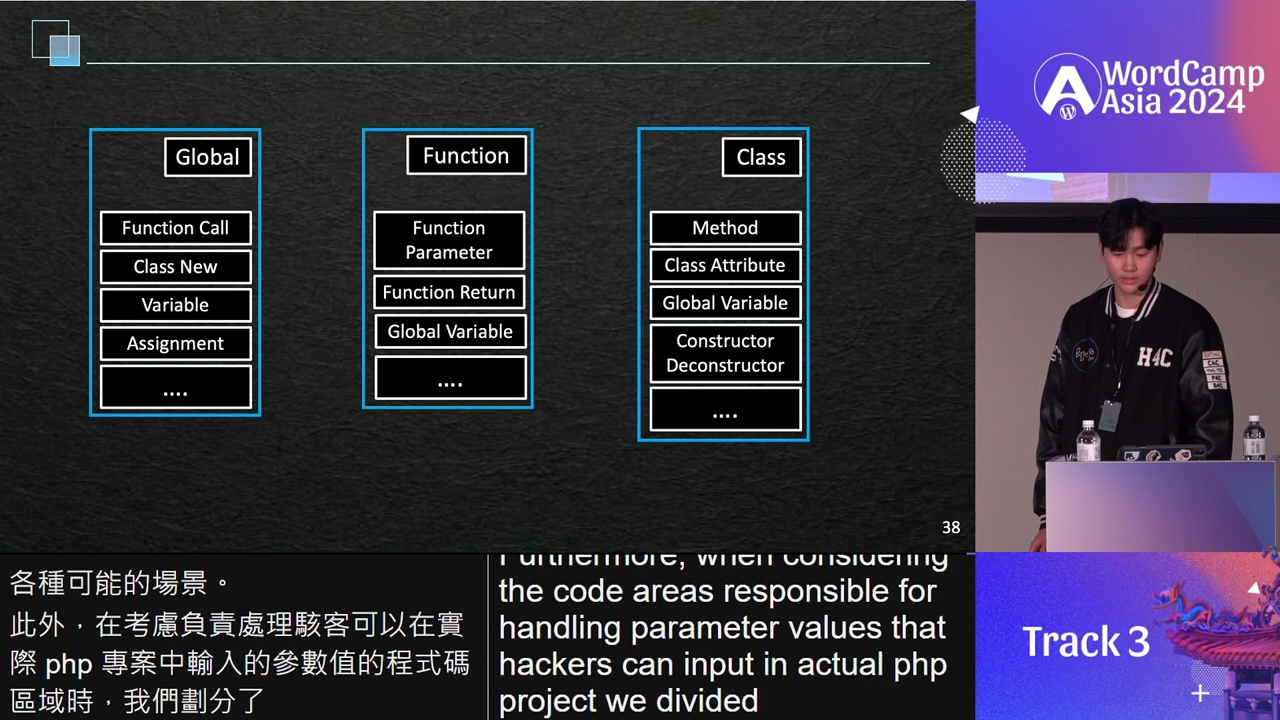 Global
Function Call
Class New
Variable
Assignment
....
Function
Function
Parameter
Function Return
Global Variable
....
Class
Method
Class Attribute
Global Variable
Constructor
Deconstructor
....
38
WordCamp
Asia 2024
H4C
Track 3
各種可能的場景。
此外，在考慮負責處理駭客可以在實
際 php 專案中輸入的參數值的程式碼
區域時，我們劃分了
Furthermore, when considering
the code areas responsible for
handling parameter values that
hackers can input in actual php
project we divided